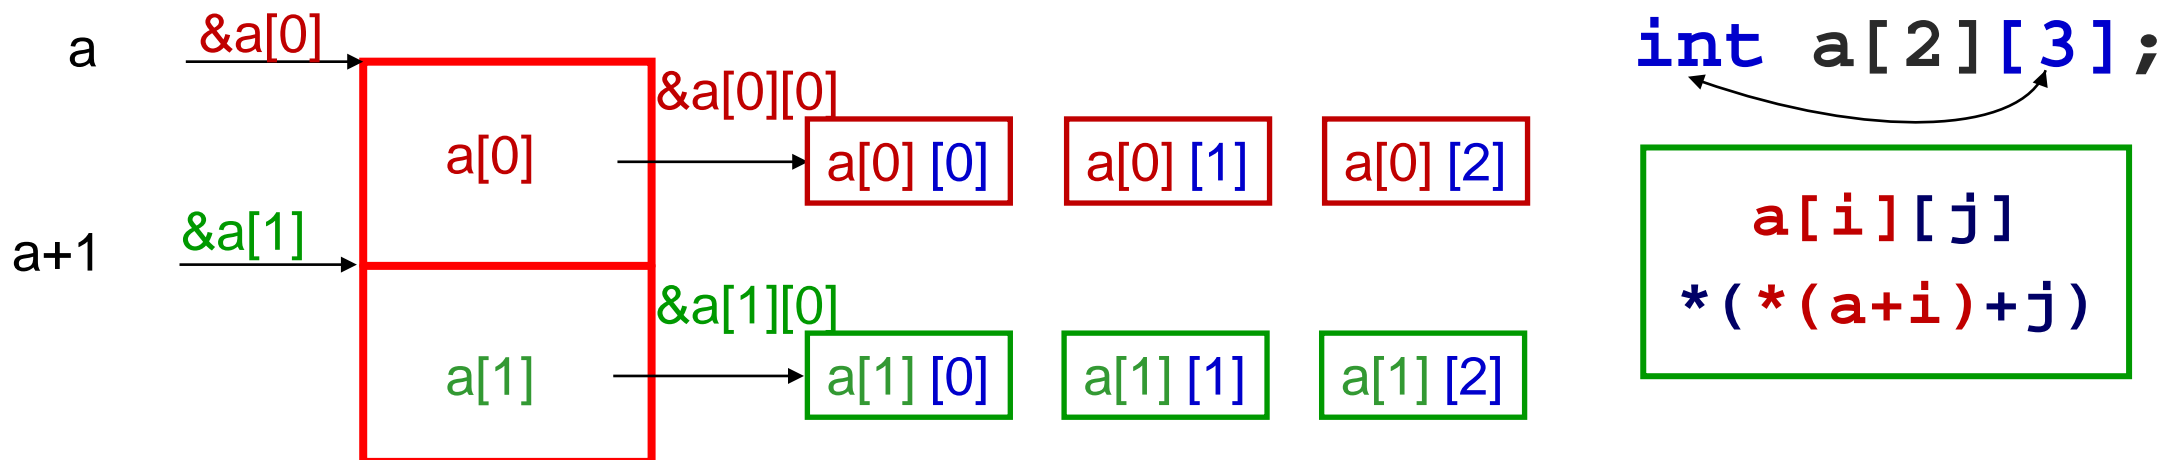 a
&a[0]
int a[2][3];
&a[0][0]
a[0]
a[0] [0]
a[0] [1]
a[0] [2]
a[i][j]
*(*(a+i)+j)
a+1
&a[1]
&a[1][0]
a[1]
a[1] [0]
a[1] [1]
a[1] [2]